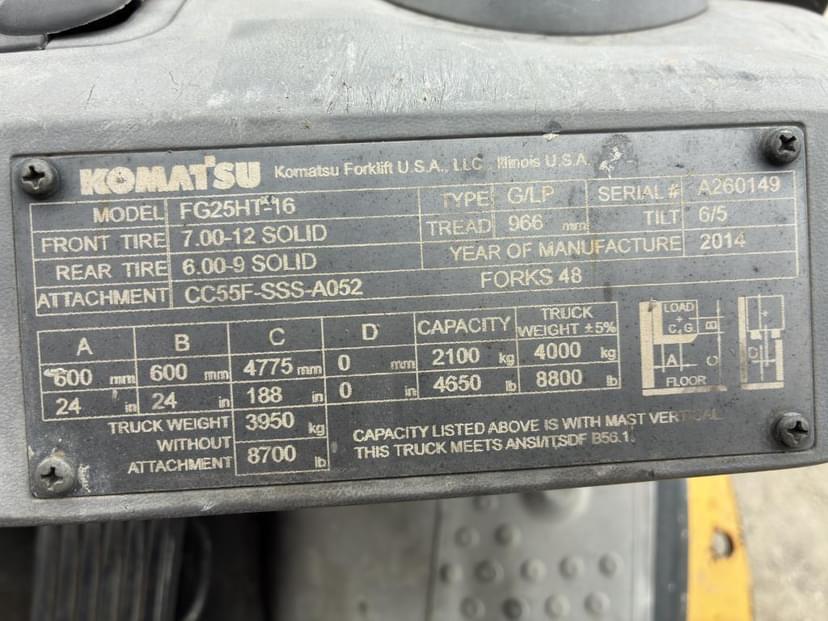 KOMATSU Komatsu Forklift U.S.A., LLC Illinois U.S.A.
MODEL FG25HT-16 TYPE G/LP SERIAL # A260149
FRONT TIRE 7.00-12 SOLID TREAD 966 mm TILT 6/5
REAR TIRE 6.00-9 SOLID YEAR OF MANUFACTURE 2014
ATTACHMENT CC55F-SSS-A052 FORKS 48
A B C D CAPACITY TRUCK WEIGHT ±5%
600 mm 600 mm 4775 mm 0 mm 2100 kg 4000 kg
24 in 24 in 188 in 0 in 4650 lb 8800 lb
TRUCK WEIGHT WITHOUT ATTACHMENT 3950 kg
8700 lb
CAPACITY LISTED ABOVE IS WITH MAST VERTICAL
THIS TRUCK MEETS ANSI/ITSDF B56.1
LOAD
C.G B
A C D
FLOOR